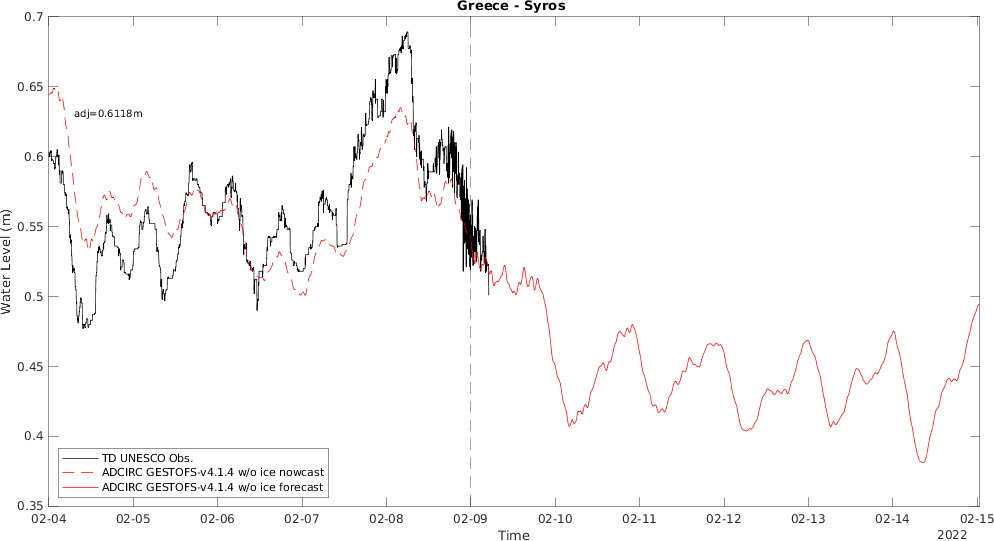 Greece - Syros
0.7
0.65
0.6
0.55
0.5
0.45
0.4
0.35
Water Level (m)
adj=0.6118m
TD UNESCO Obs.
ADCIRC GESTOFS-v4.1.4 w/o ice nowcast
ADCIRC GESTOFS-v4.1.4 w/o ice forecast
02-04 02-05 02-06 02-07 02-08 02-09 02-10 02-11 02-12 02-13 02-14 02-15
Time
2022